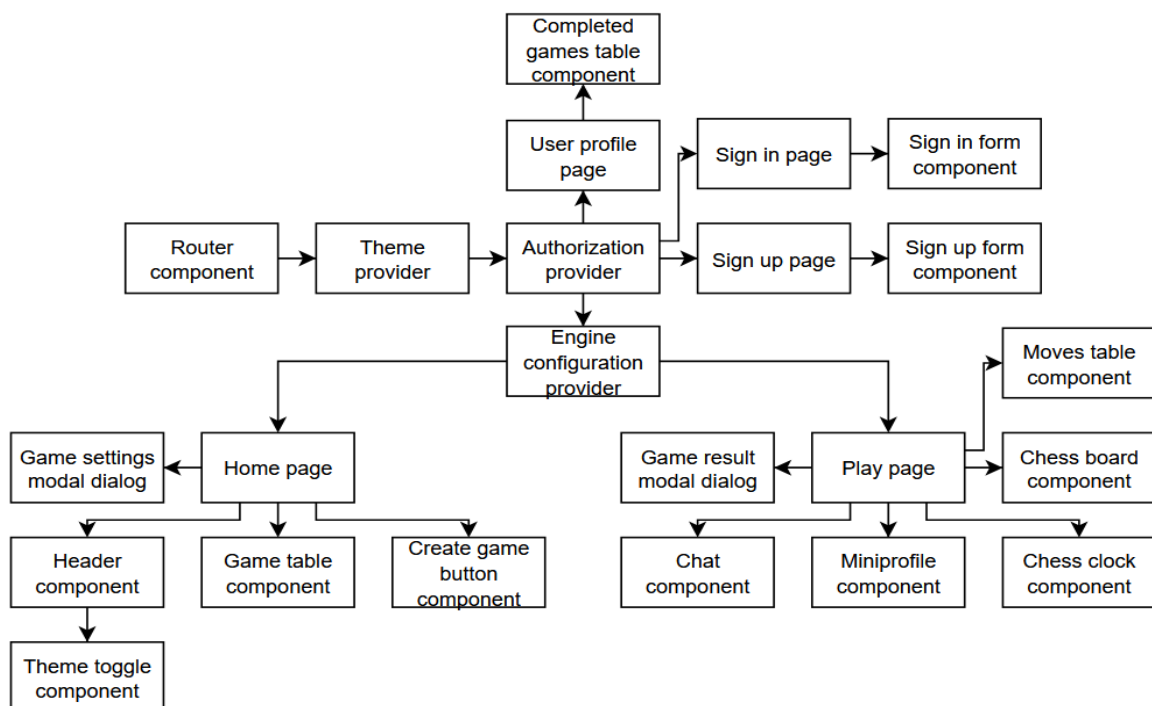 Completed
games table
component
User profile
page
Sign in page
Sign in form
component
Router
component
Theme
provider
Authorization
provider
Sign up page
Sign up form
component
Engine
configuration
provider
Moves table
component
Game settings
modal dialog
Home page
Game result
modal dialog
Play page
Chess board
component
Header
component
Game table
component
Create game
button
component
Chat
component
Miniprofile
component
Chess clock
component
Theme toggle
component